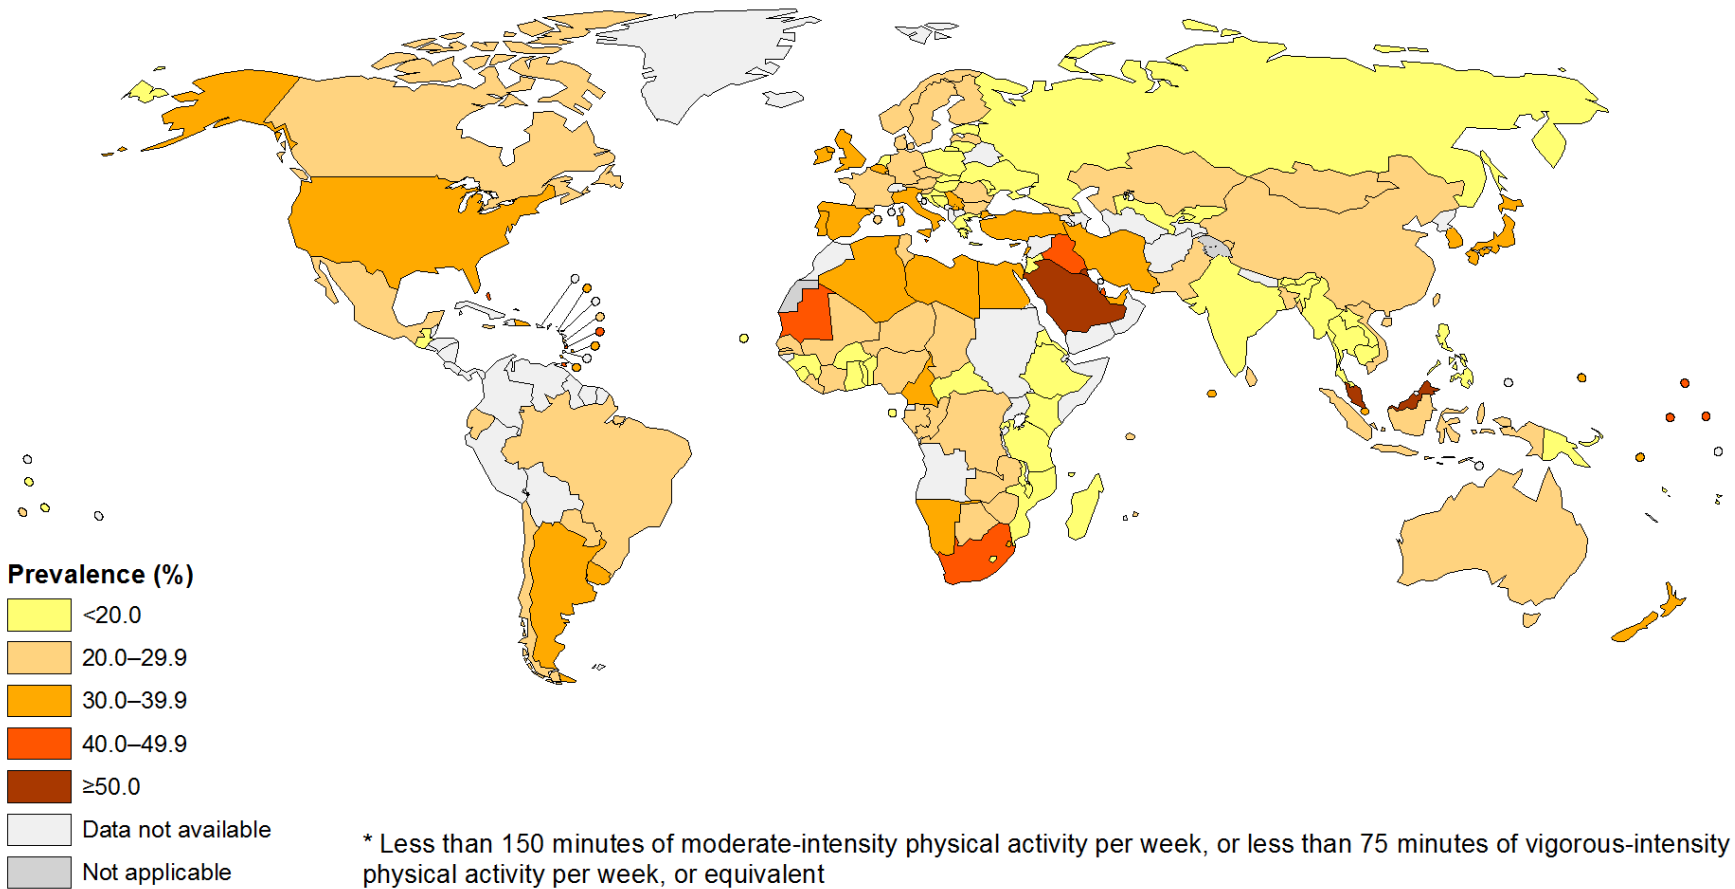 Prevalence (%)
<20.0
20.0–29.9
30.0–39.9
40.0–49.9
≥50.0
Data not available
Not applicable
* Less than 150 minutes of moderate-intensity physical activity per week, or less than 75 minutes of vigorous-intensity
physical activity per week, or equivalent